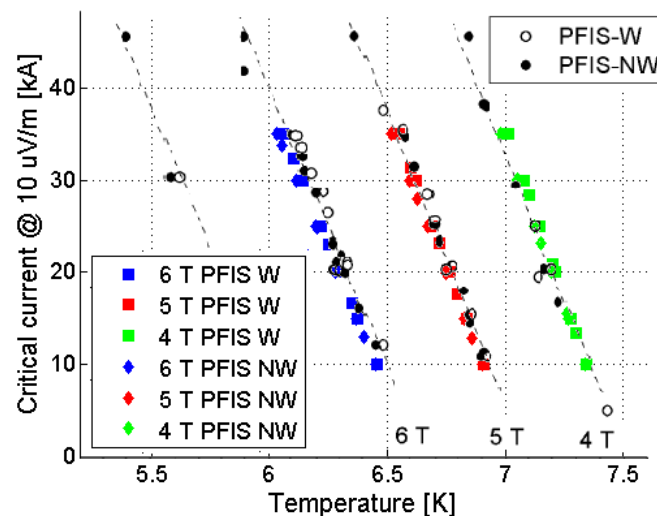 PFIS-W
PFIS-NW
Critical current @ 10 uV/m [kA]
40
30
20
10
0
6 T PFIS W
5 T PFIS W
4 T PFIS W
6 T PFIS NW
5 T PFIS NW
4 T PFIS NW
6 T 5 T 4 T
5.5 6 6.5 7 7.5
Temperature [K]